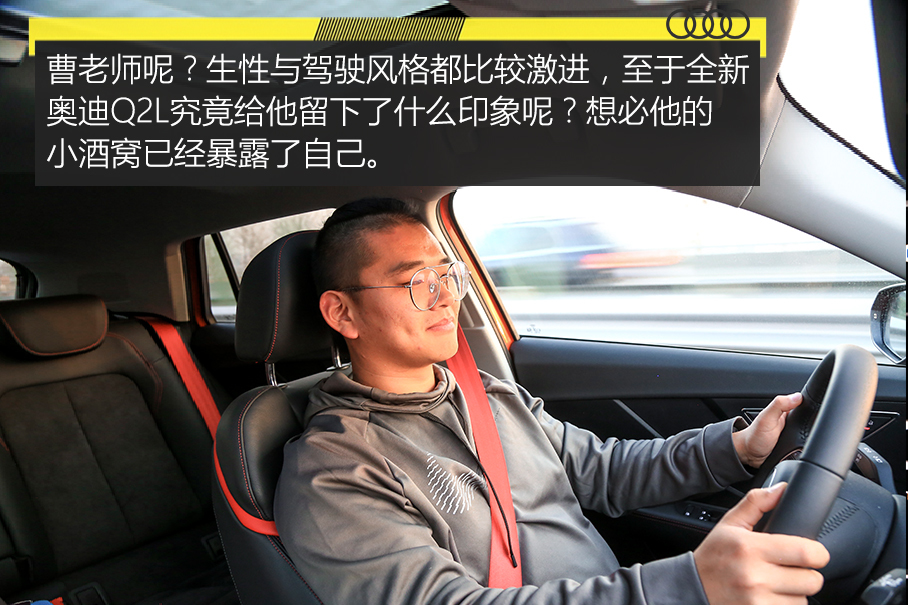 曹老师呢？生性与驾驶风格都比较激进，至于全新
奥迪Q2L究竟给他留下了什么印象呢？想必他的
小酒窝已经暴露了自己。